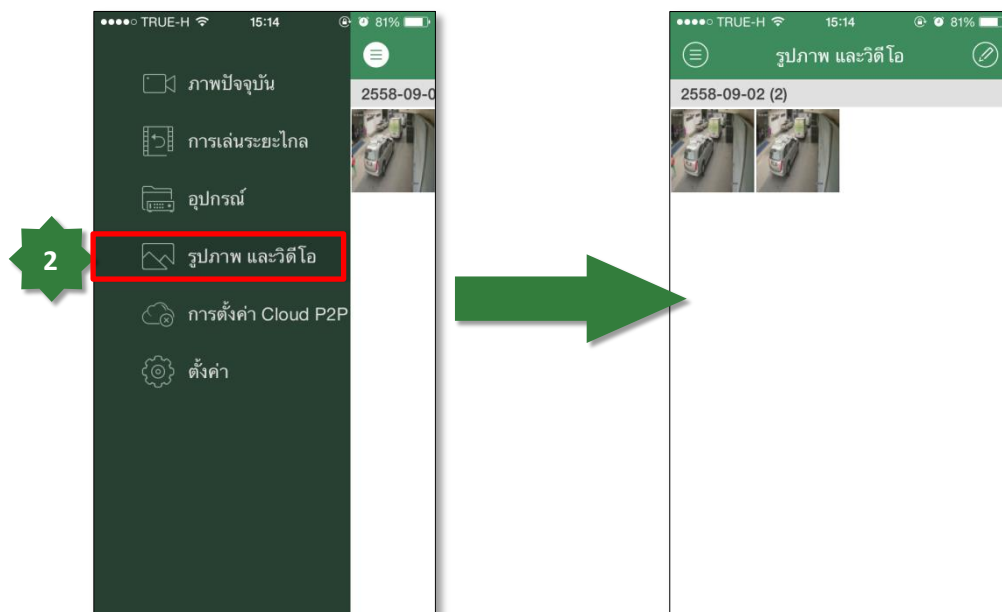 TRUE-H 15:14 81%
ภาพปัจจุบัน
2558-09-0
การเล่นระยะไกล
อุปกรณ์
2
รูปภาพ และวิดีโอ
การตั้งค่า Cloud P2P
ตั้งค่า
TRUE-H 15:14 81%
รูปภาพ และวิดีโอ
2558-09-02 (2)